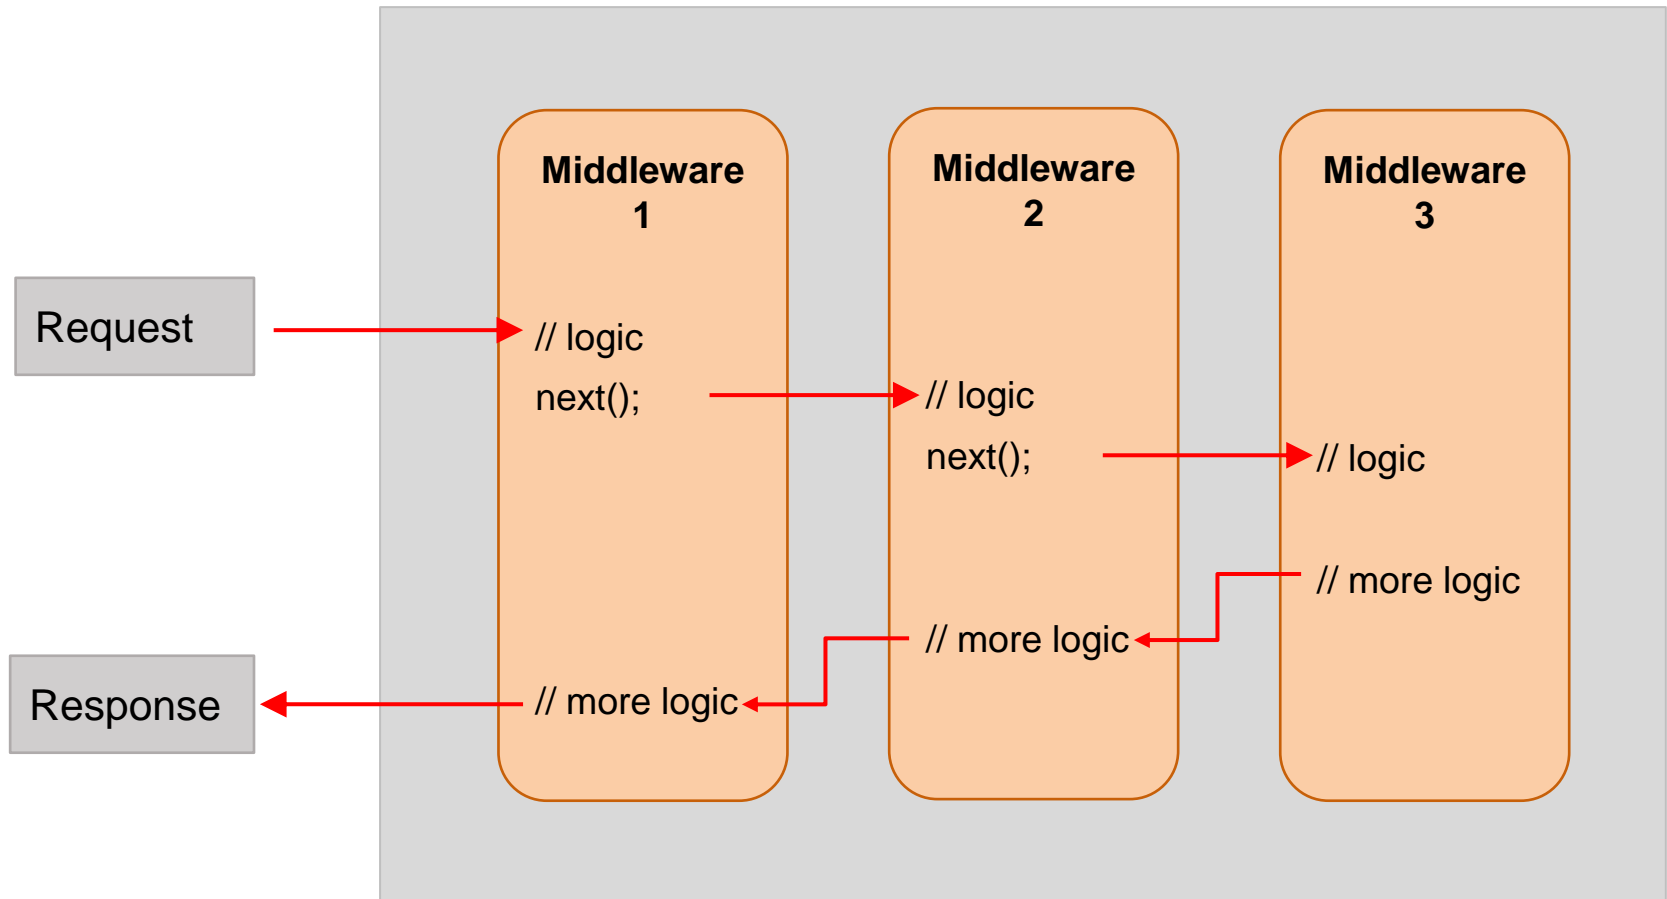 Middleware
1
Middleware
2
Middleware
3
Request
// logic
next();
// logic
next();
// logic
// more logic
// more logic
// more logic
Response